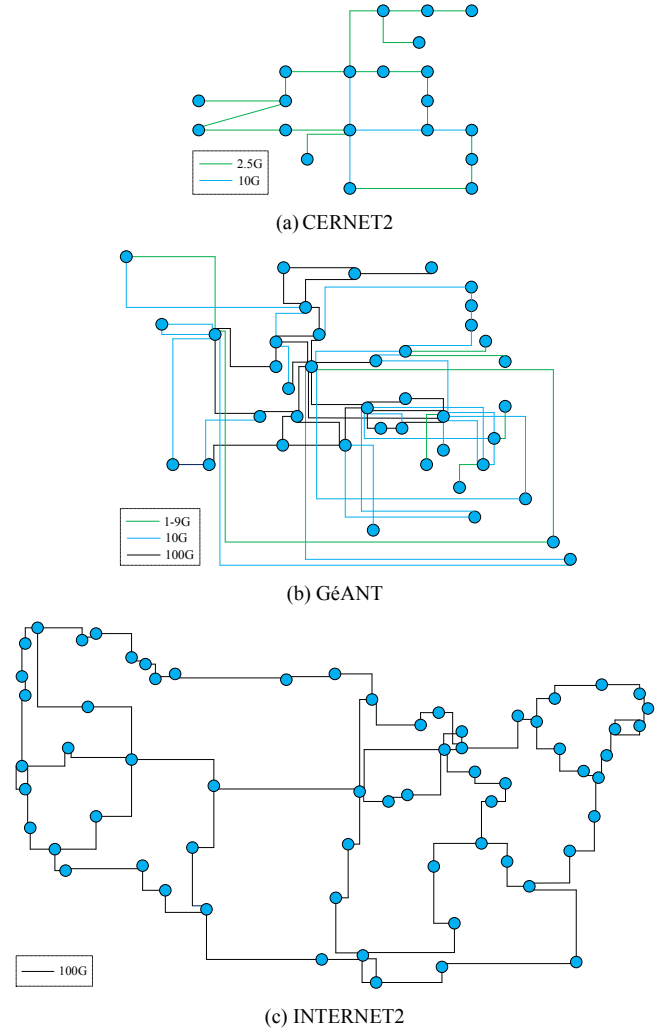 2.5G
10G
(a) CERNET2
1-9G
10G
100G
(b) GéANT
100G
(c) INTERNET2